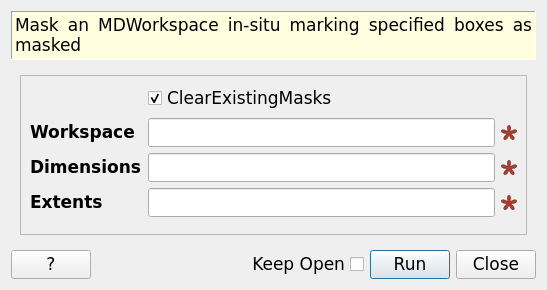 Mask an MDWorkspace in-situ marking specified boxes as
masked
ClearExistingMasks
Workspace
Dimensions
Extents
? Keep Open Run Close